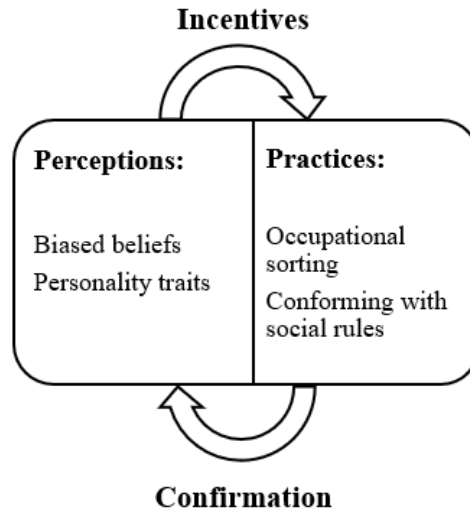 Incentives
Perceptions:
Biased beliefs
Personality traits
Practices:
Occupational
sorting
Conforming with
social rules
Confirmation